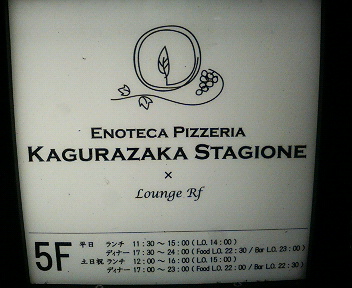 ENOTECA PIZZERIA
KAGURAZAKA STAGIONE
×
Lounge Rf
5F
平日 ランチ 11:30 ～ 15:00 ( L.O. 14:00 )
ディナー 17:30 ～ 24:00 ( Food L.O. 22:30 / Bar L.O. 23:00 )
土日祝 ランチ 12:00 ～ 16:00 ( L.O. 15:00 )
ディナー 17:00 ～ 23:00 ( Food L.O. 22:00 / Bar L.O. 22:30 )